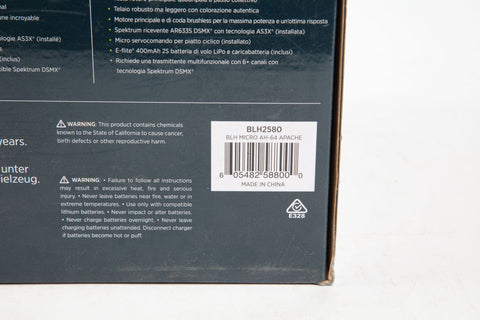 nal
ne incroyable
ologie AS3X® (installé)
inclus)
tible Spektrum DSMX®
Telaio robusto ma leggero con colorazione autentica
Motore principale e di coda brushless per la massima potenza e un'ottima risposta
Spektrum ricevente AR6335 DSMX® con tecnologia AS3X® (installata)
Micro servocomando per piatto ciclico (installato)
E-flite® 400mAh 2S batteria di volo LiPo e caricabatteria (inclusi)
Richiede una trasmittente multifunzionale con 6+ canali con
tecnologia Spektrum DSMX®
years.
unter
ielzeug.
WARNING: This product contains chemicals
known to the State of California to cause cancer,
birth defects or other reproductive harm.
WARNING: • Failure to follow all instructions
may result in excessive heat, fire and serious
injury. • Never leave batteries near fire, water or in
extreme temperatures. • Use only with compatible
lithium batteries. • Never impact or alter batteries.
• Never charge batteries overnight. • Never leave
charging batteries unattended. Disconnect charger
if batteries become hot or puff.
BLH2580
BLH MICRO AH-64 APACHE
6 05482 58800 0
MADE IN CHINA
E328